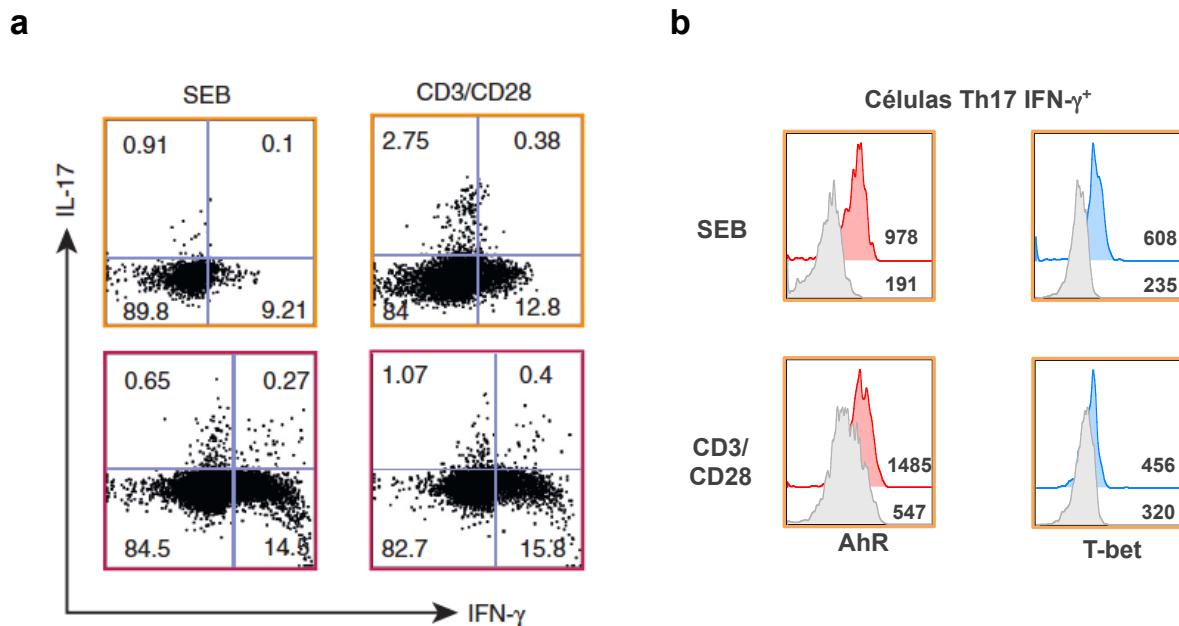 a
b
SEB
CD3/CD28
IL-17
0.91
0.1
89.8
9.21
2.75
0.38
84
12.8
0.65
0.27
84.5
14.5
1.07
0.4
82.7
15.8
IFN-γ
Células Th17 IFN-γ⁺
SEB
978
191
608
235
CD3/
CD28
1485
547
456
320
AhR
T-bet